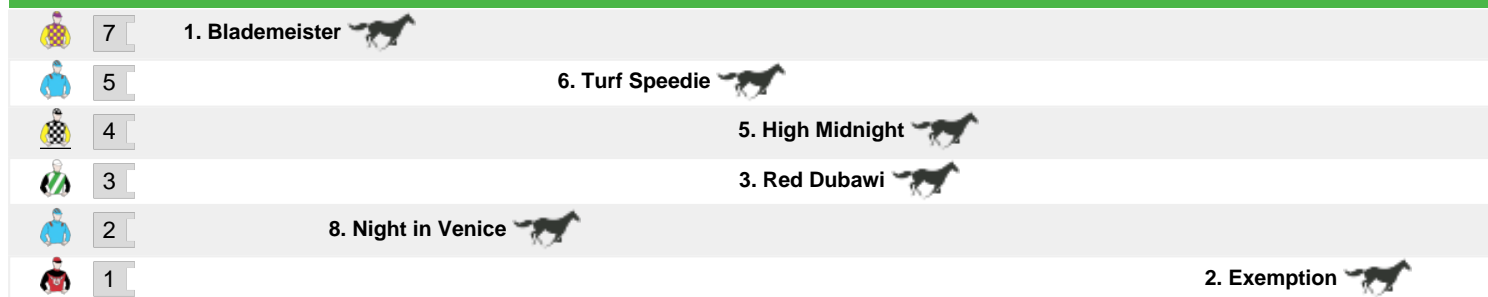 7 1. Blademeister
5 6. Turf Speedie
4 5. High Midnight
3 3. Red Dubawi
2 8. Night in Venice
1 2. Exemption